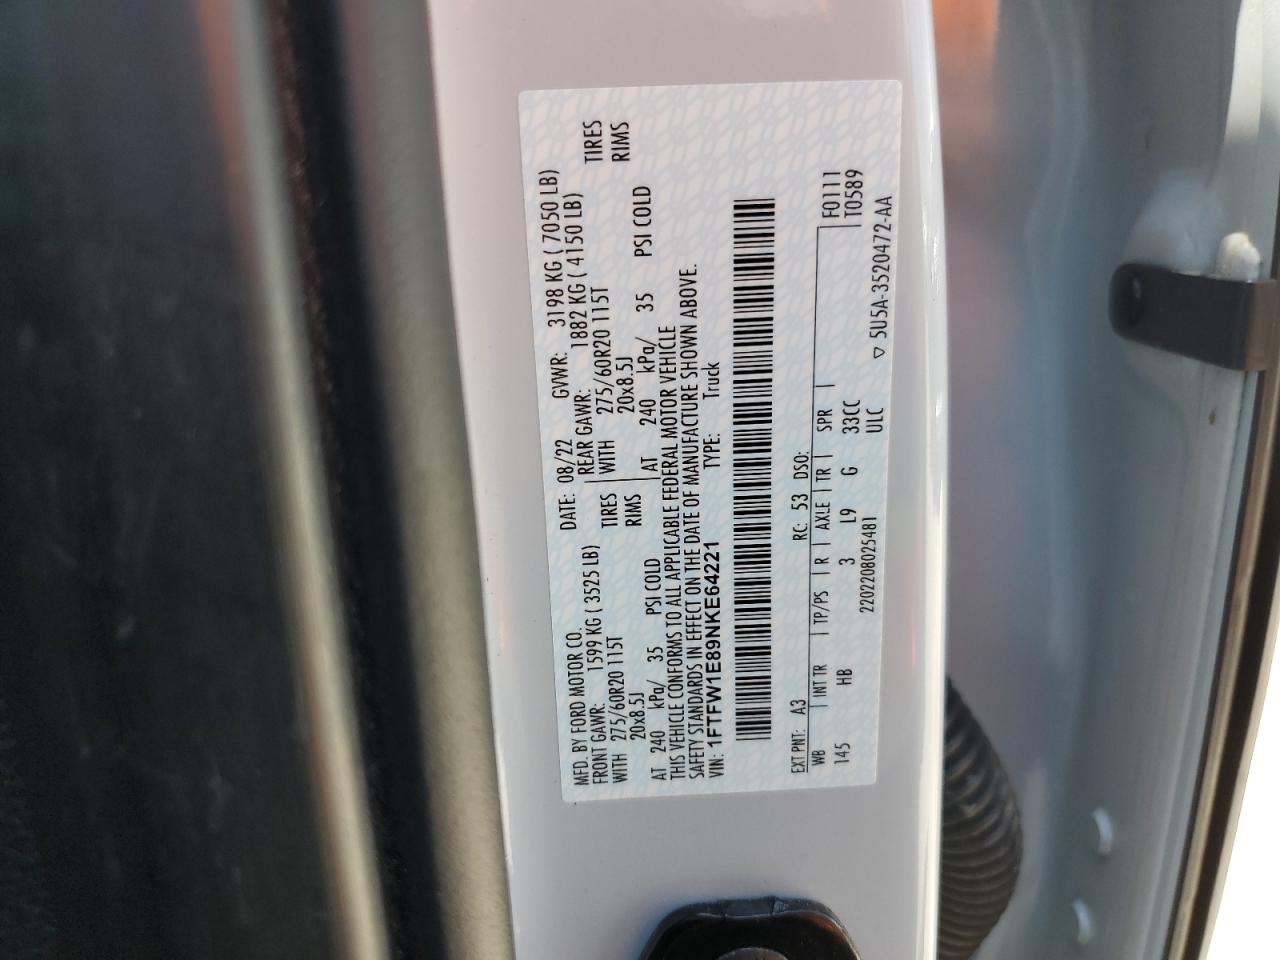 MFD. BY FORD MOTOR CO.
DATE: 08/22 GVWR: 3198 KG ( 7050 LB)
FRONT GAWR: 1599 KG ( 3525 LB) REAR GAWR: 1882 KG ( 4150 LB)
WITH 275/60R20 115T TIRES WITH 275/60R20 115T TIRES
20x8.5J RIMS 20x8.5J RIMS
AT 240 kPa/ 35 PSI COLD AT 240 kPa/ 35 PSI COLD
THIS VEHICLE CONFORMS TO ALL APPLICABLE FEDERAL MOTOR VEHICLE
SAFETY STANDARDS IN EFFECT ON THE DATE OF MANUFACTURE SHOWN ABOVE.
VIN: 1FTFW1E89NKE64221 TYPE: Truck
EXT PNT: A3 RC: 53 DSO:
WB INT TR TP/PS R AXLE TR SPR F0111
145 HB 3 L9 G 33CC T0589
2202208025481 ULC ▽ 5U5A-3520472-AA